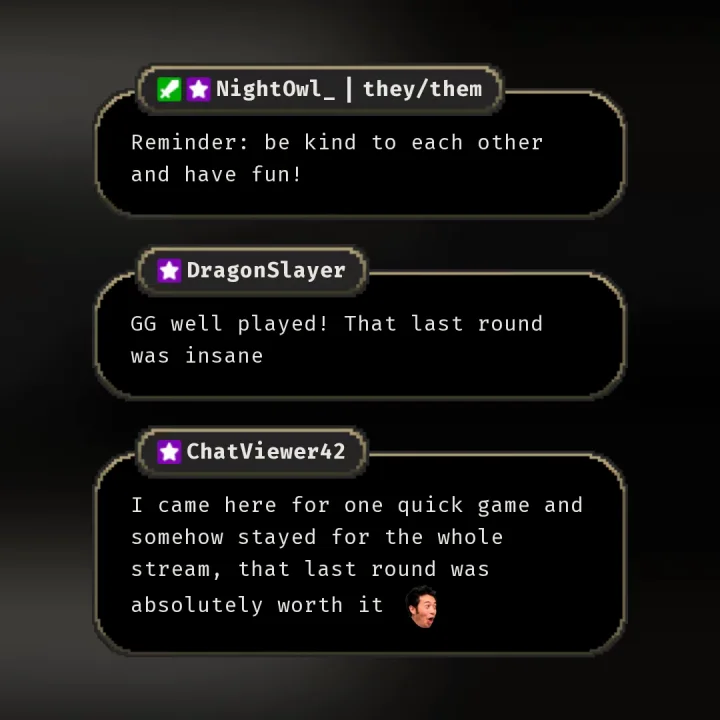 NightOwl_ | they/them
Reminder: be kind to each other
and have fun!
DragonSlayer
GG well played! That last round
was insane
ChatViewer42
I came here for one quick game and
somehow stayed for the whole
stream, that last round was
absolutely worth it